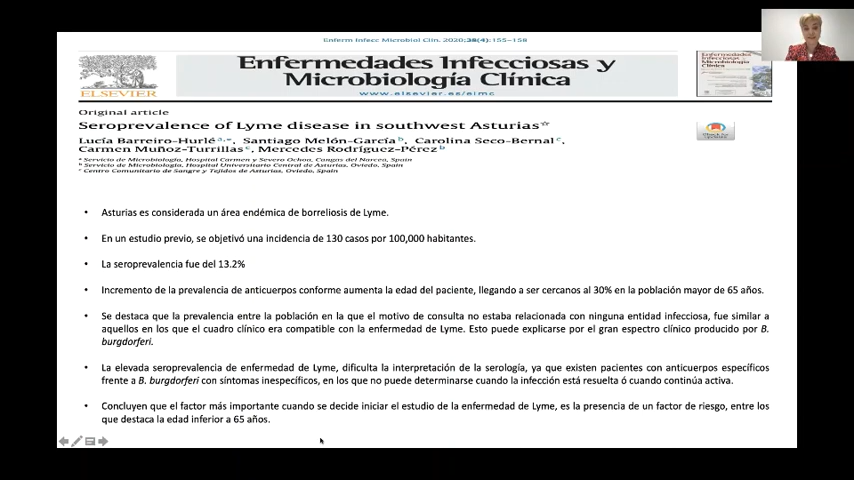 Enferm Infecc Microbiol Clin. 2020;38(4):155–158
ELSEVIER
Enfermedades Infecciosas y
Microbiología Clínica
www.elsevier.es/eimc
Original article
Seroprevalence of Lyme disease in southwest Asturias☆
Lucía Barreiro-Hurlé a,*, Santiago Melón-García b, Carolina Seco-Bernal c,
Carmen Muñoz-Turrillas c, Mercedes Rodríguez-Pérez b
a Servicio de Microbiología, Hospital Carmen y Severo Ochoa, Cangas del Narcea, Spain
b Servicio de Microbiología, Hospital Universitario Central de Asturias, Oviedo, Spain
c Centro Comunitario de Sangre y Tejidos de Asturias, Oviedo, Spain
• Asturias es considerada un área endémica de borreliosis de Lyme.
• En un estudio previo, se objetivó una incidencia de 130 casos por 100,000 habitantes.
• La seroprevalencia fue del 13.2%
• Incremento de la prevalencia de anticuerpos conforme aumenta la edad del paciente, llegando a ser cercanos al 30% en la población mayor de 65 años.
• Se destaca que la prevalencia entre la población en la que el motivo de consulta no estaba relacionada con ninguna entidad infecciosa, fue similar a
aquellos en los que el cuadro clínico era compatible con la enfermedad de Lyme. Esto puede explicarse por el gran espectro clínico producido por B.
burgdorferi.
• La elevada seroprevalencia de enfermedad de Lyme, dificulta la interpretación de la serología, ya que existen pacientes con anticuerpos específicos
frente a B. burgdorferi con síntomas inespecíficos, en los que no puede determinarse cuando la infección está resuelta ó cuando continúa activa.
• Concluyen que el factor más importante cuando se decide iniciar el estudio de la enfermedad de Lyme, es la presencia de un factor de riesgo, entre los
que destaca la edad inferior a 65 años.